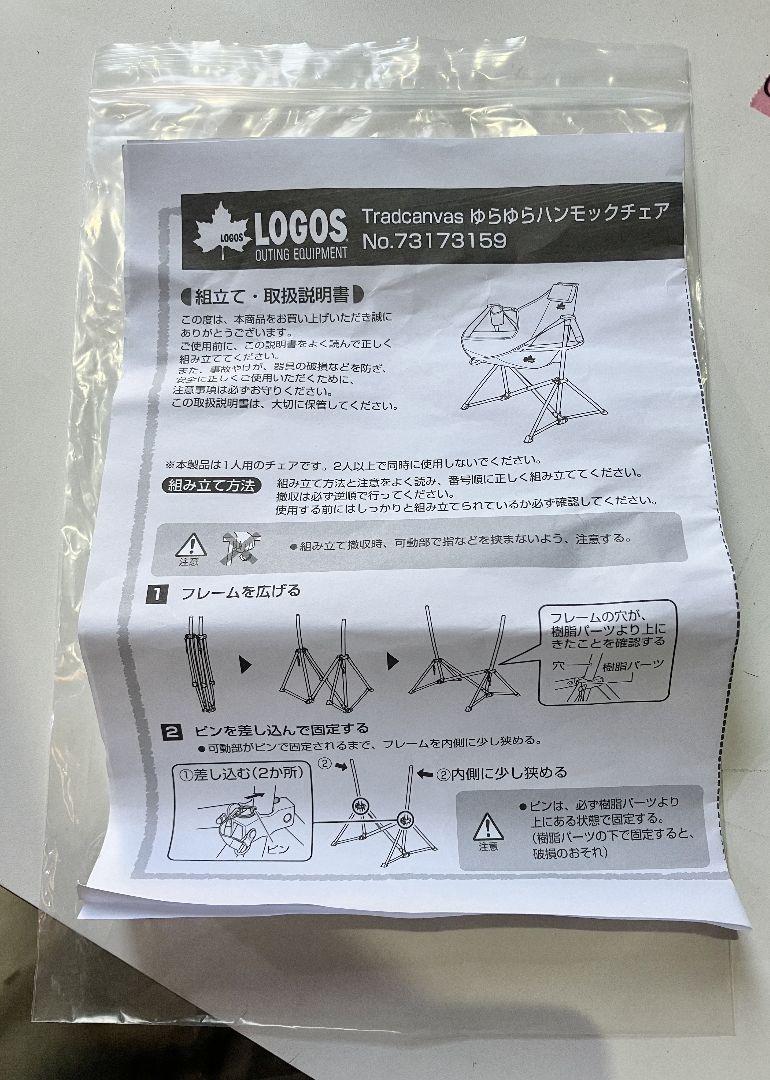 LOGOS
LOGOS
OUTING EQUIPMENT
Tradcanvas ゆらゆらハンモックチェア
No.73173159
組立て・取扱説明書
この度は、本商品をお買い上げいただき誠に
ありがとうございます。
ご使用前に、この説明書をよく読んで正しく
組み立ててください。
また、事故やけが、器具の破損などを防ぎ、
安全に正しくご使用いただくために、
注意事項は必ずお守りください。
この取扱説明書は、大切に保管してください。
※本製品は1人用のチェアです。2人以上で同時に使用しないでください。
組み立て方法
組み立て方法と注意をよく読み、番号順に正しく組み立ててください。
撤収は必ず逆順で行ってください。
使用する前にはしっかりと組み立てられているか必ず確認してください。
注意
●組み立て撤収時、可動部で指などを挟まないよう、注意する。
1 フレームを広げる
フレームの穴が、
樹脂パーツより上に
きたことを確認する
穴
樹脂パーツ
2 ピンを差し込んで固定する
●可動部がピンで固定されるまで、フレームを内側に少し狭める。
①差し込む(2か所)
ピン
②
②内側に少し狭める
注意
●ピンは、必ず樹脂パーツより
上にある状態で固定する。
(樹脂パーツの下で固定すると、
破損のおそれ)